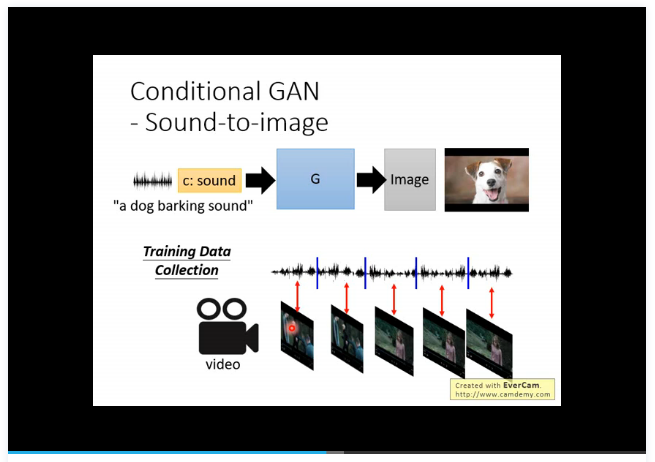 Conditional GAN
- Sound-to-image
c: sound
G
Image
"a dog barking sound"
Training Data
Collection
video
Created with EverCam.
http://www.camdemy.com